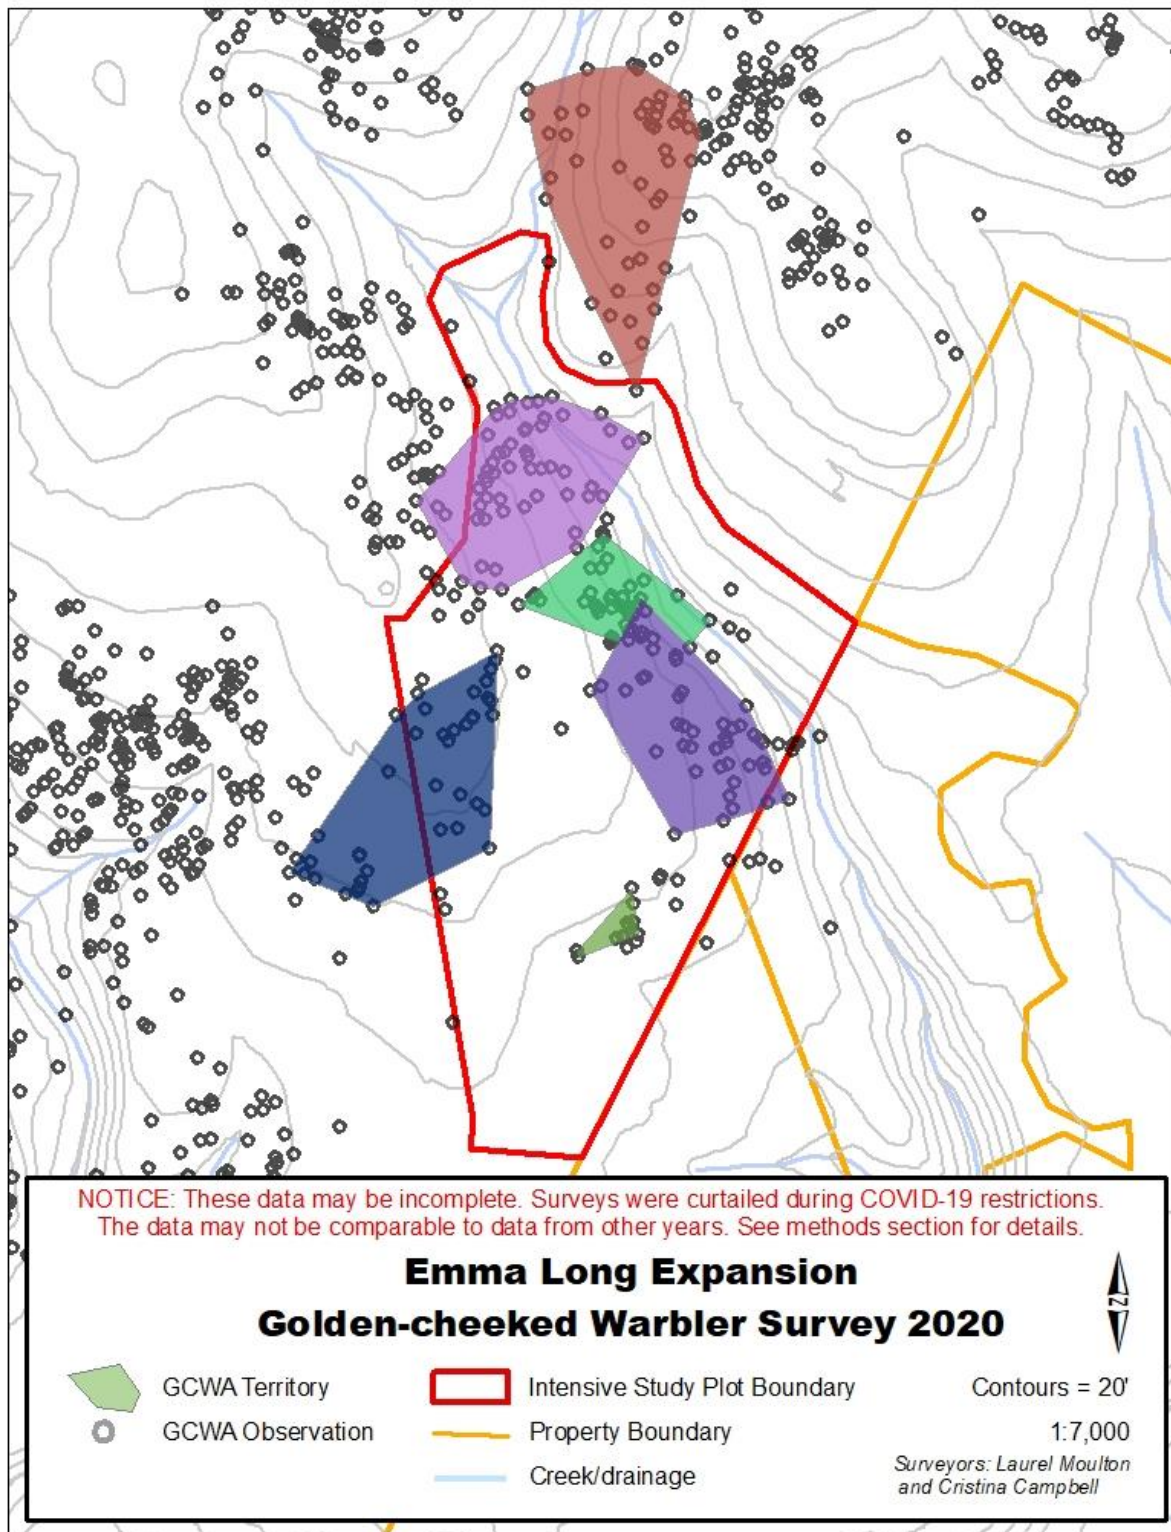 NOTICE: These data may be incomplete. Surveys were curtailed during COVID-19 restrictions.
The data may not be comparable to data from other years. See methods section for details.
Emma Long Expansion
Golden-cheeked Warbler Survey 2020
N
GCWA Territory
Intensive Study Plot Boundary
Contours = 20'
GCWA Observation
Property Boundary
1:7,000
Creek/drainage
Surveyors: Laurel Moulton
and Cristina Campbell